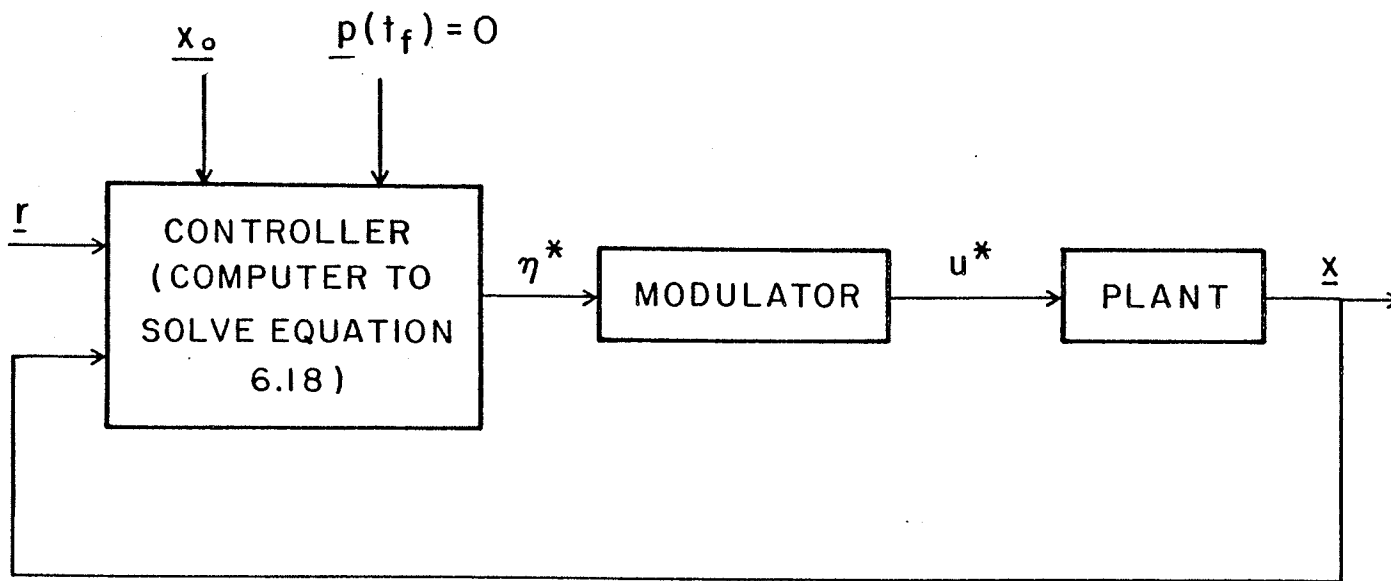 x₀
p(t_f) = 0
r
CONTROLLER
(COMPUTER TO
SOLVE EQUATION
6.18)
η*
MODULATOR
u*
PLANT
x